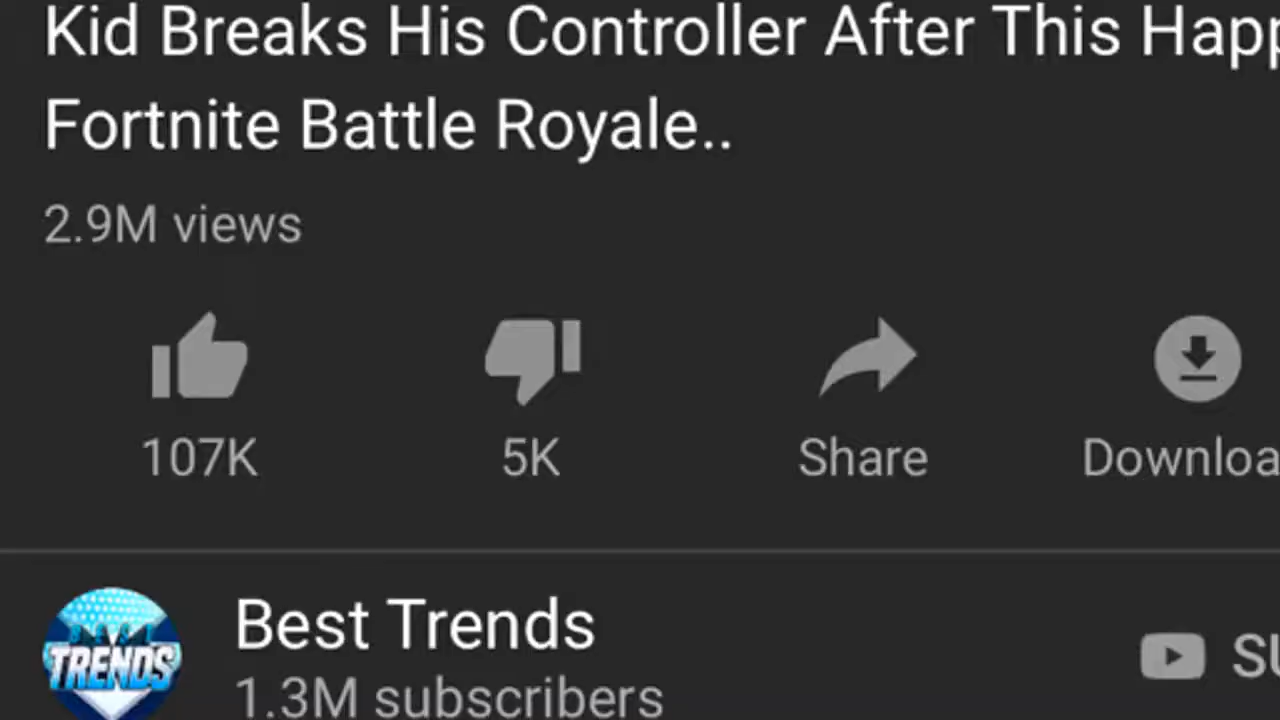 Kid Breaks His Controller After This Happ
Fortnite Battle Royale..
2.9M views
107K
5K
Share
Downloa
TRENDS
Best Trends
1.3M subscribers
SU